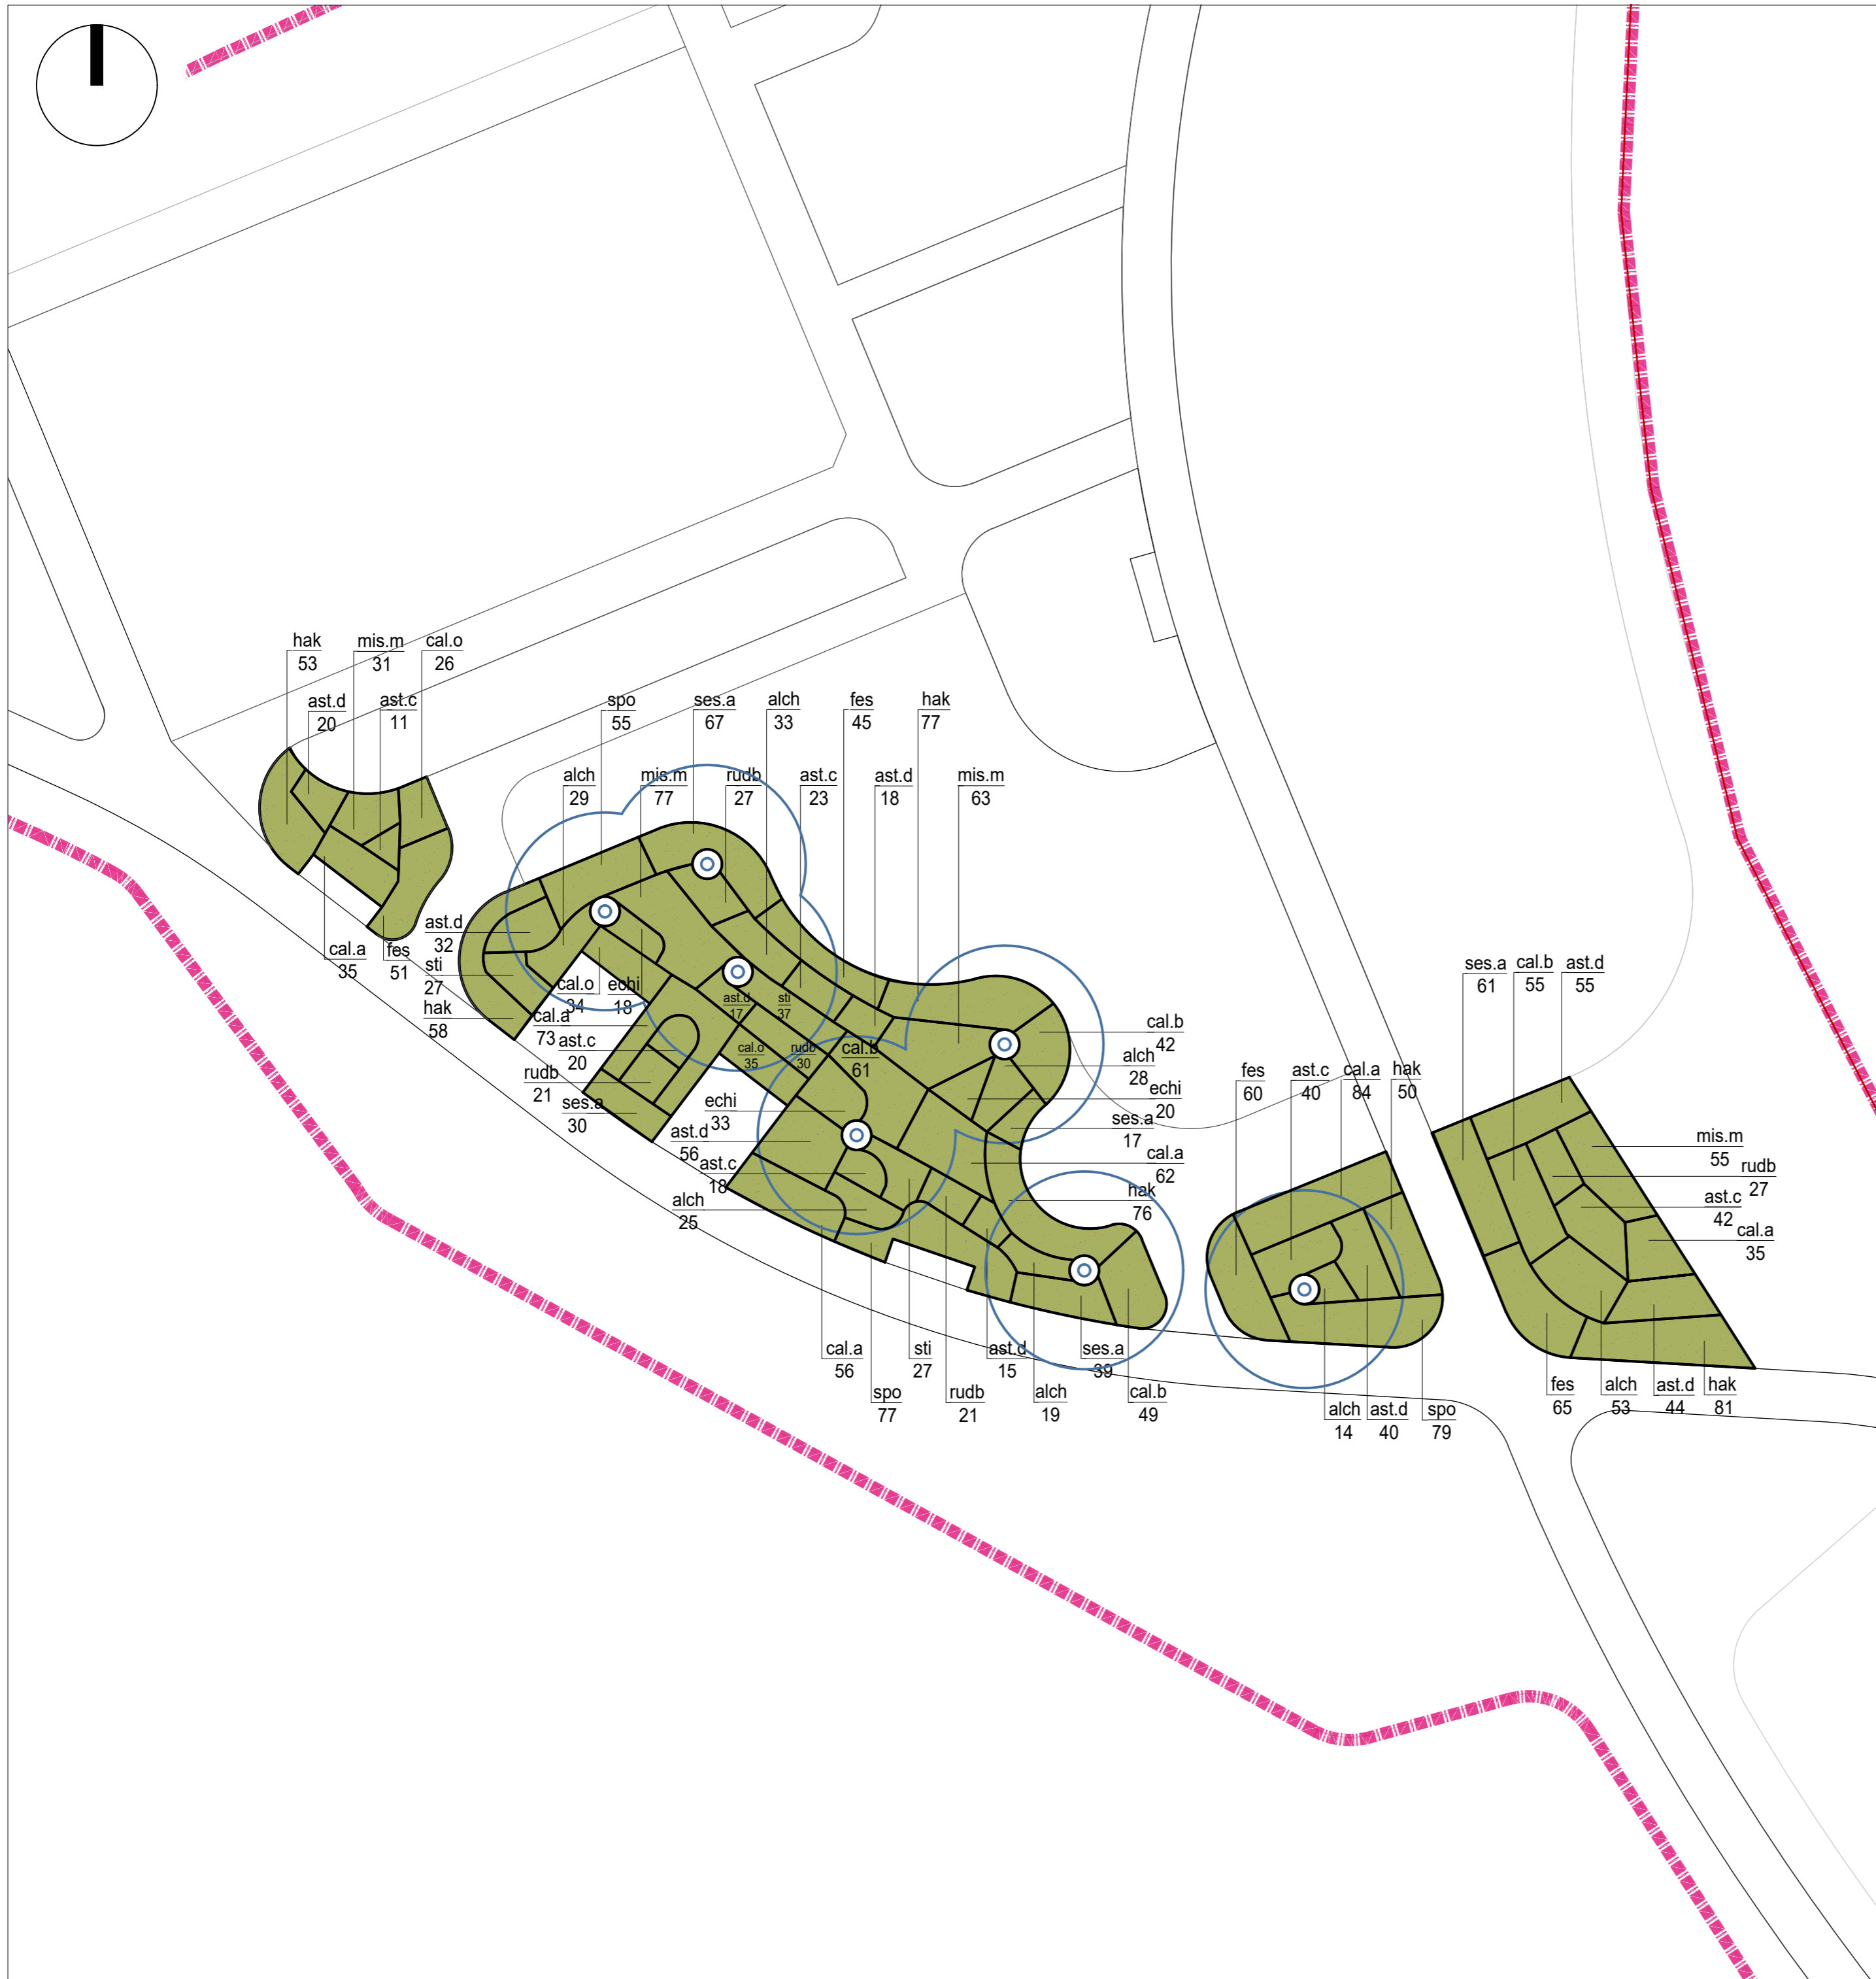 hak
53
mis.m
31
cal.o
26
ast.d
20
ast.c
11
cal.a
35
fes
51
spo
55
ses.a
67
alch
33
fes
45
hak
77
alch
29
mis.m
77
rudb
27
ast.c
23
ast.d
18
mis.m
63
ast.d
32
sti
27
hak
58
cal.o
34
echi
18
ast.d
17
sti
37
cal.a
73
ast.c
20
cal.o
35
rudb
30
cal.b
61
rudb
21
ses.a
30
echi
33
ast.d
56
ast.c
18
alch
25
cal.b
42
alch
28
echi
20
ses.a
17
cal.a
62
hak
76
cal.a
56
spo
77
sti
27
rudb
21
ast.d
15
alch
19
ses.a
39
cal.b
49
fes
60
ast.c
40
cal.a
84
hak
50
alch
14
ast.d
40
spo
79
ses.a
61
cal.b
55
ast.d
55
mis.m
55
rudb
27
ast.c
42
cal.a
35
fes
65
alch
53
ast.d
44
hak
81